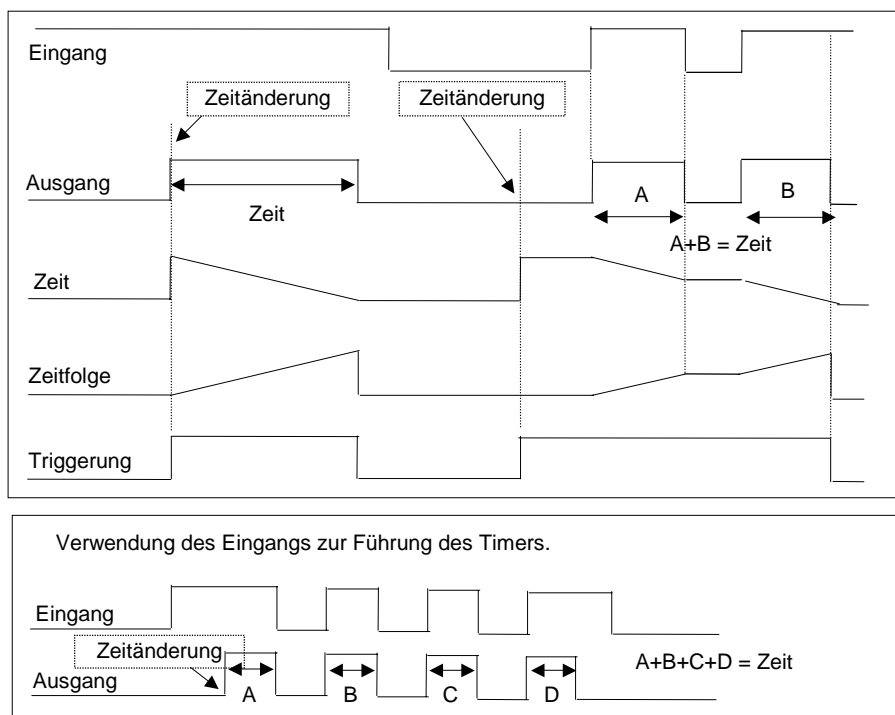 Eingang
Zeitänderung Zeitänderung
Ausgang
A B
Zeit
A+B = Zeit
Zeit
Zeitfolge
Triggerung
Verwendung des Eingangs zur Führung des Timers.
Eingang
Zeitänderung
A+B+C+D = Zeit
Ausgang
A B C D